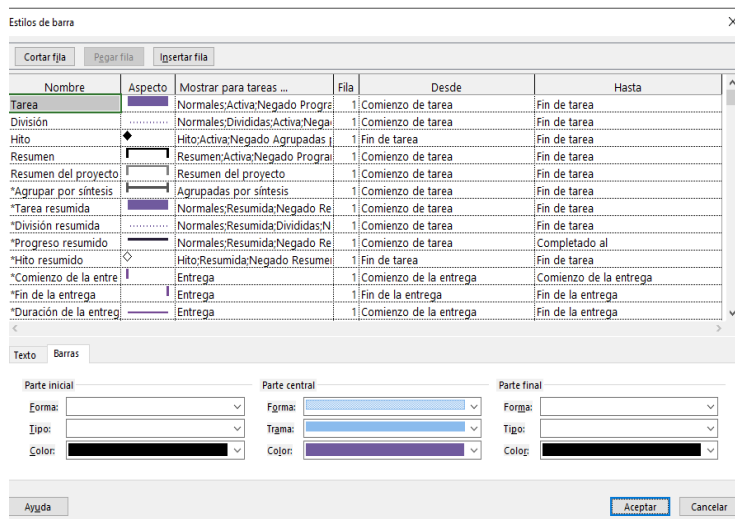 Estilos de barra
Cortar fila Pegar fila Insertar fila
Nombre Aspecto Mostrar para tareas ... Fila Desde Hasta
Tarea Normales;Activa;Negado Progra 1 Comienzo de tarea Fin de tarea
División Normales;Divididas;Activa;Nega 1 Comienzo de tarea Fin de tarea
Hito Hito;Activa;Negado Agrupadas p 1 Fin de tarea Fin de tarea
Resumen Resumen;Activa;Negado Prograi 1 Comienzo de tarea Fin de tarea
Resumen del proyecto Resumen del proyecto 1 Comienzo de tarea Fin de tarea
*Agrupar por síntesis Agrupadas por síntesis 1 Comienzo de tarea Fin de tarea
*Tarea resumida Normales;Resumida;Negado Re 1 Comienzo de tarea Fin de tarea
*División resumida Normales;Resumida;Divididas;N 1 Comienzo de tarea Fin de tarea
*Progreso resumido Normales;Resumida;Negado Re 1 Comienzo de tarea Completado al
*Hito resumido Hito;Resumida;Negado Resumer 1 Fin de tarea Fin de tarea
*Comienzo de la entre Entrega 1 Comienzo de la entrega Comienzo de la entrega
*Fin de la entrega Entrega 1 Fin de la entrega Fin de la entrega
*Duración de la entreg Entrega 1 Comienzo de la entrega Fin de la entrega
Texto Barras
Parte inicial Parte central Parte final
Forma: Forma: Forma:
Tipo: Trama: Tipo:
Color: Color: Color:
Ayuda Aceptar Cancelar